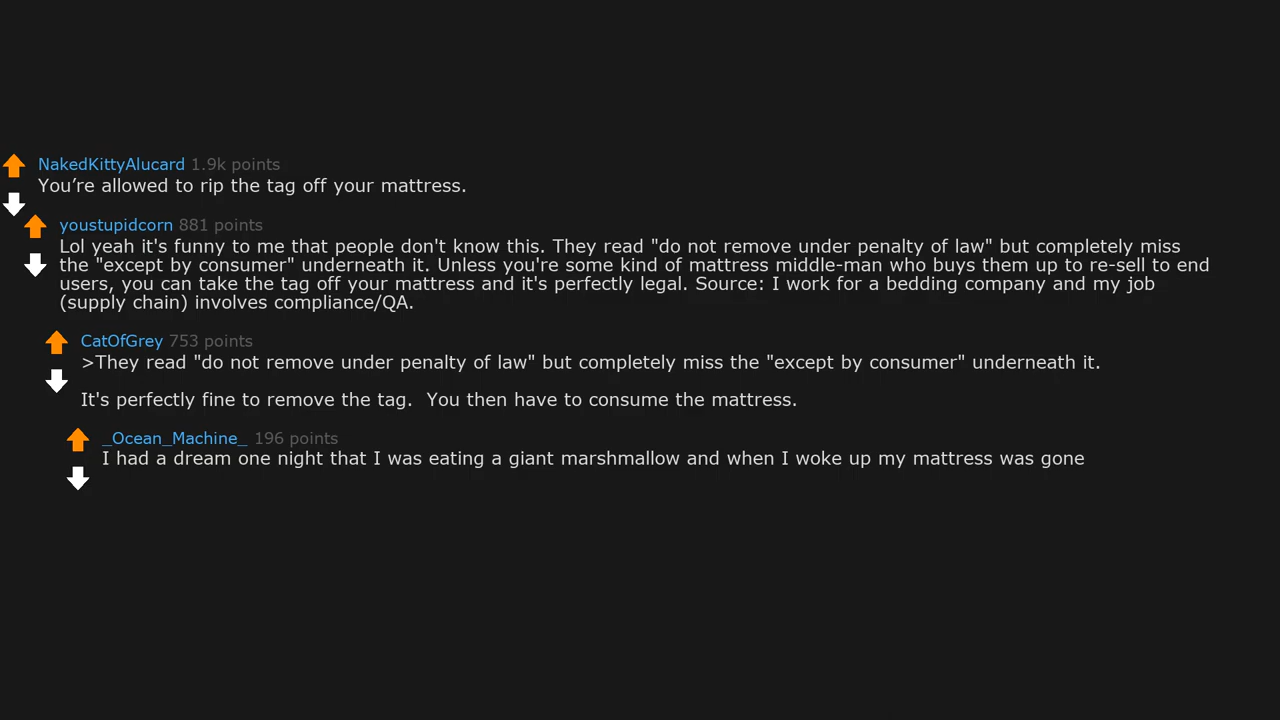 NakedKittyAlucard 1.9k points
You’re allowed to rip the tag off your mattress.
youstupidcorn 881 points
Lol yeah it's funny to me that people don't know this. They read "do not remove under penalty of law" but completely miss
the "except by consumer" underneath it. Unless you're some kind of mattress middle-man who buys them up to re-sell to end
users, you can take the tag off your mattress and it's perfectly legal. Source: I work for a bedding company and my job
(supply chain) involves compliance/QA.
CatOfGrey 753 points
>They read "do not remove under penalty of law" but completely miss the "except by consumer" underneath it.
It's perfectly fine to remove the tag.  You then have to consume the mattress.
_Ocean_Machine_ 196 points
I had a dream one night that I was eating a giant marshmallow and when I woke up my mattress was gone